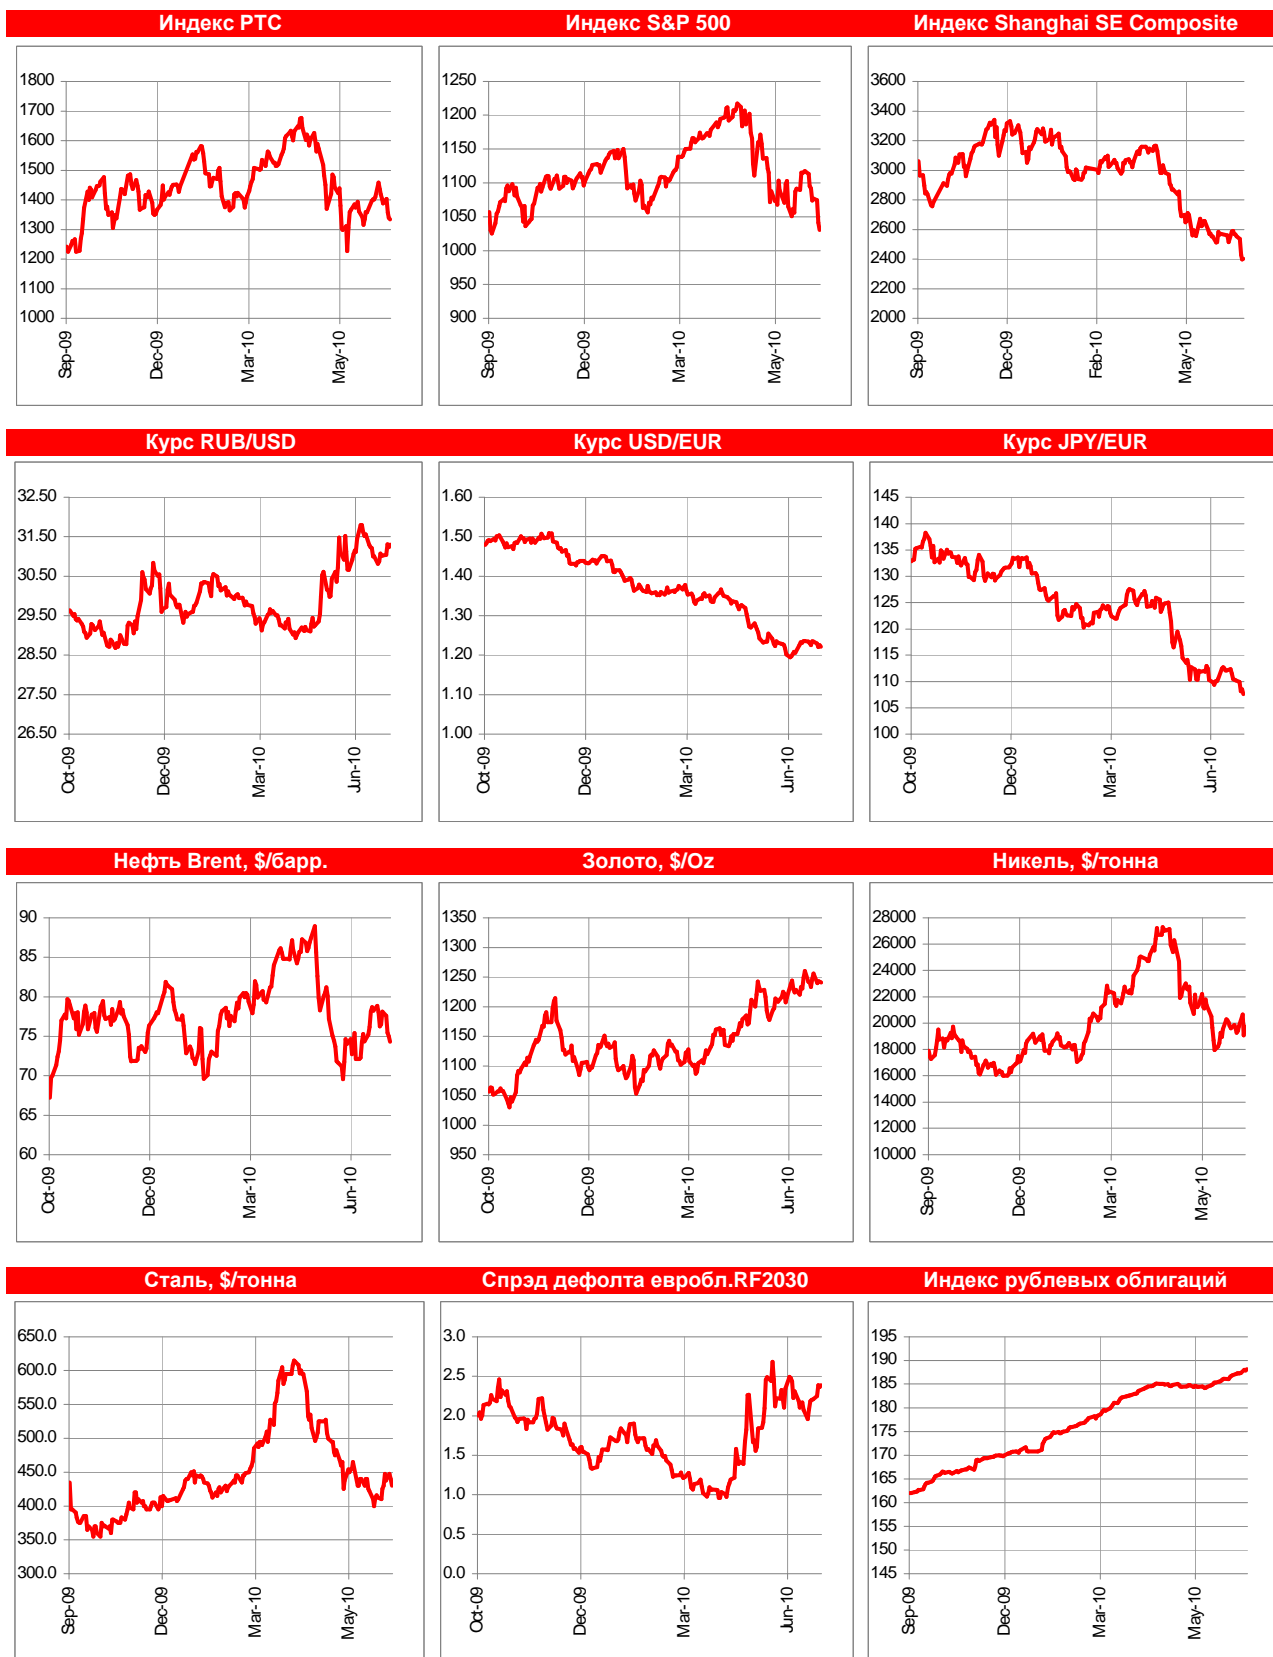 Индекс РТС
Индекс S&P 500
Индекс Shanghai SE Composite
1800
1700
1600
1500
1400
1300
1200
1100
1000
Sep-09
Dec-09
Mar-10
May-10
1250
1200
1150
1100
1050
1000
950
900
Sep-09
Dec-09
Mar-10
May-10
3600
3400
3200
3000
2800
2600
2400
2200
2000
Sep-09
Dec-09
Feb-10
May-10
Курс RUB/USD
Курс USD/EUR
Курс JPY/EUR
32.50
31.50
30.50
29.50
28.50
27.50
26.50
Oct-09
Dec-09
Mar-10
Jun-10
1.60
1.50
1.40
1.30
1.20
1.10
1.00
Oct-09
Dec-09
Mar-10
Jun-10
145
140
135
130
125
120
115
110
105
100
Oct-09
Dec-09
Mar-10
Jun-10
Нефть Brent, $/барр.
Золото, $/Oz
Никель, $/тонна
90
85
80
75
70
65
60
Oct-09
Dec-09
Mar-10
Jun-10
1350
1300
1250
1200
1150
1100
1050
1000
950
Oct-09
Dec-09
Mar-10
Jun-10
28000
26000
24000
22000
20000
18000
16000
14000
12000
10000
Sep-09
Dec-09
Mar-10
May-10
Сталь, $/тонна
Спрэд дефолта евробл.RF2030
Индекс рублевых облигаций
650.0
600.0
550.0
500.0
450.0
400.0
350.0
300.0
Sep-09
Dec-09
Mar-10
May-10
3.0
2.5
2.0
1.5
1.0
0.5
0.0
Oct-09
Dec-09
Mar-10
Jun-10
195
190
185
180
175
170
165
160
155
150
145
Sep-09
Dec-09
Mar-10
May-10